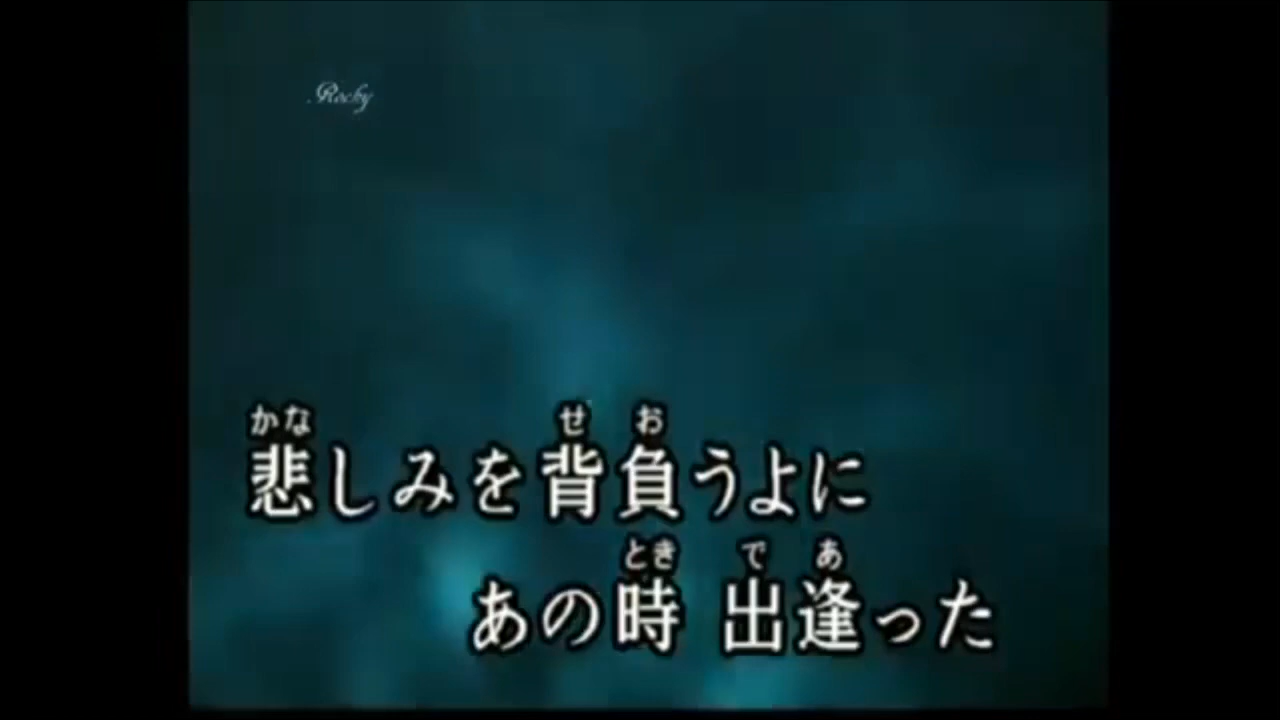 Rocky
かな せ お
悲しみを背負うよに
とき で あ
あの時 出逢った